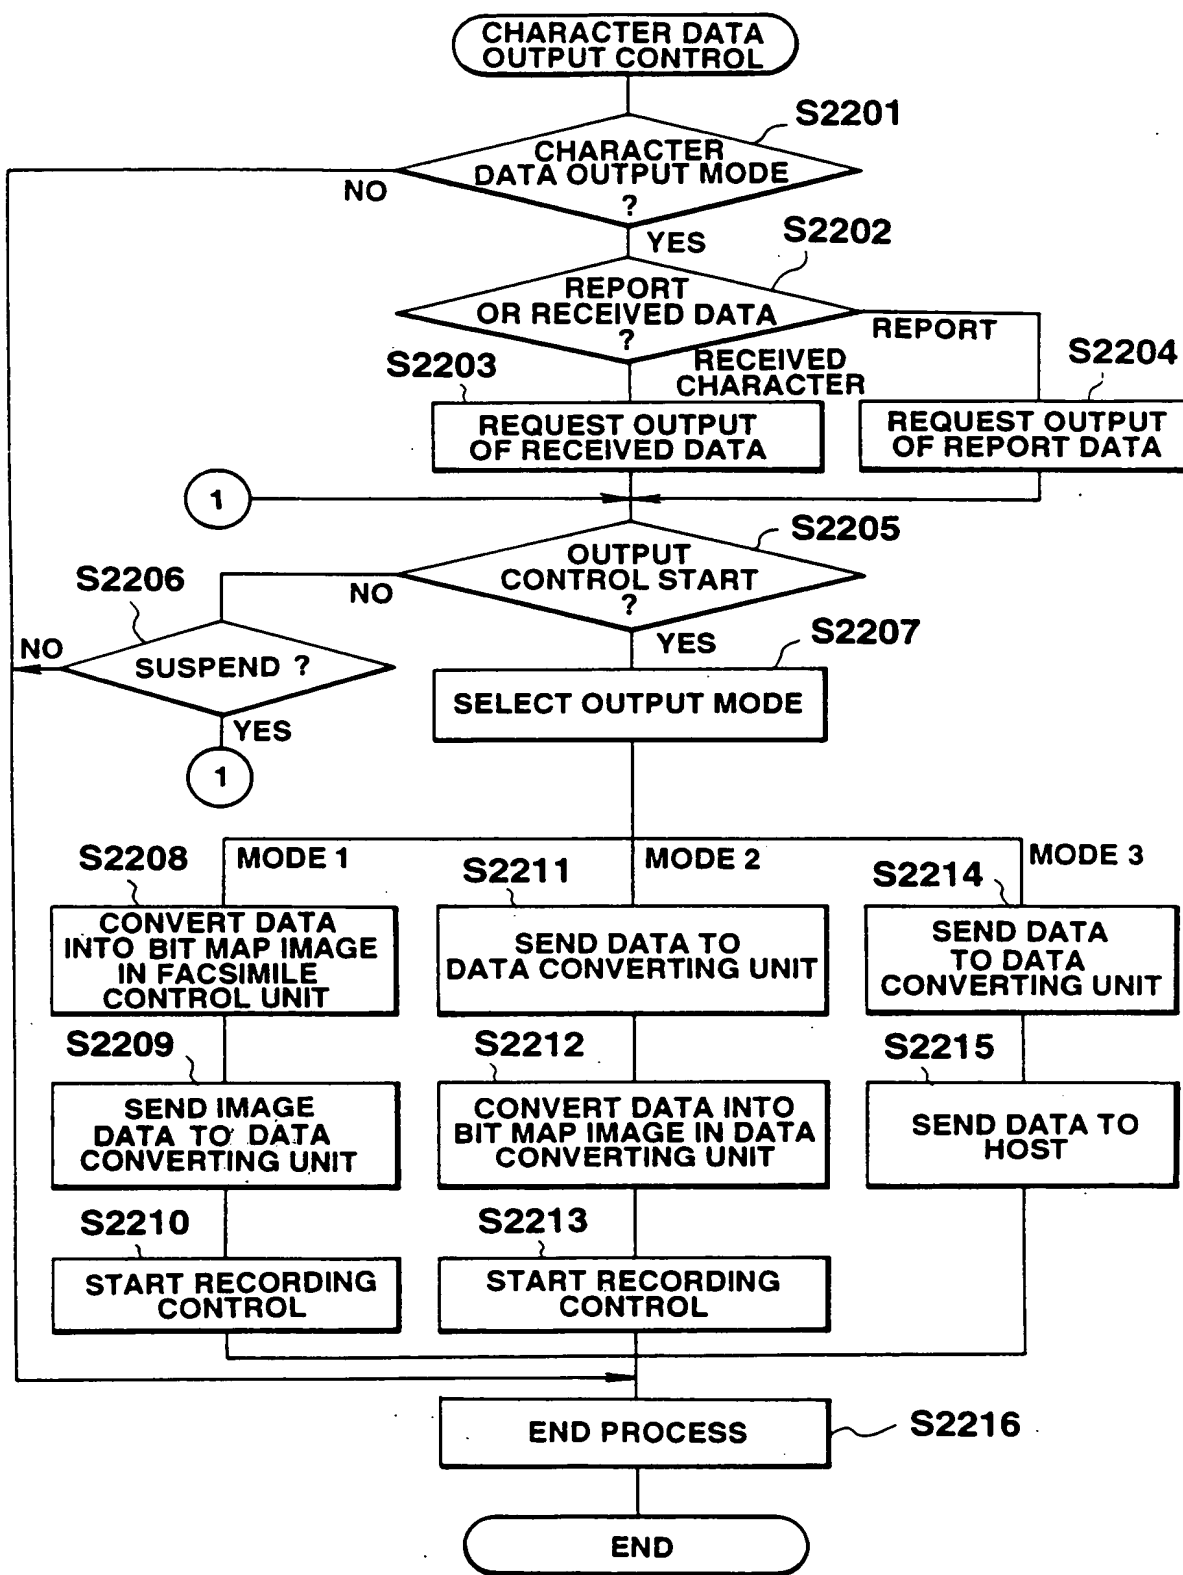 CHARACTER DATA
OUTPUT CONTROL
S2201
CHARACTER
DATA OUTPUT MODE
?
NO
YES
S2202
REPORT
OR RECEIVED DATA
?
REPORT
RECEIVED
CHARACTER
S2203
REQUEST OUTPUT
OF RECEIVED DATA
S2204
REQUEST OUTPUT
OF REPORT DATA
1
S2205
OUTPUT
CONTROL START
?
NO
YES
S2206
SUSPEND ?
NO
YES
1
S2207
SELECT OUTPUT MODE
MODE 1
MODE 2
MODE 3
S2208
CONVERT DATA
INTO BIT MAP IMAGE
IN FACSIMILE
CONTROL UNIT
S2209
SEND IMAGE
DATA TO DATA
CONVERTING UNIT
S2210
START RECORDING
CONTROL
S2211
SEND DATA TO
DATA CONVERTING UNIT
S2212
CONVERT DATA INTO
BIT MAP IMAGE IN DATA
CONVERTING UNIT
S2213
START RECORDING
CONTROL
S2214
SEND DATA
TO DATA
CONVERTING UNIT
S2215
SEND DATA TO
HOST
END PROCESS
S2216
END